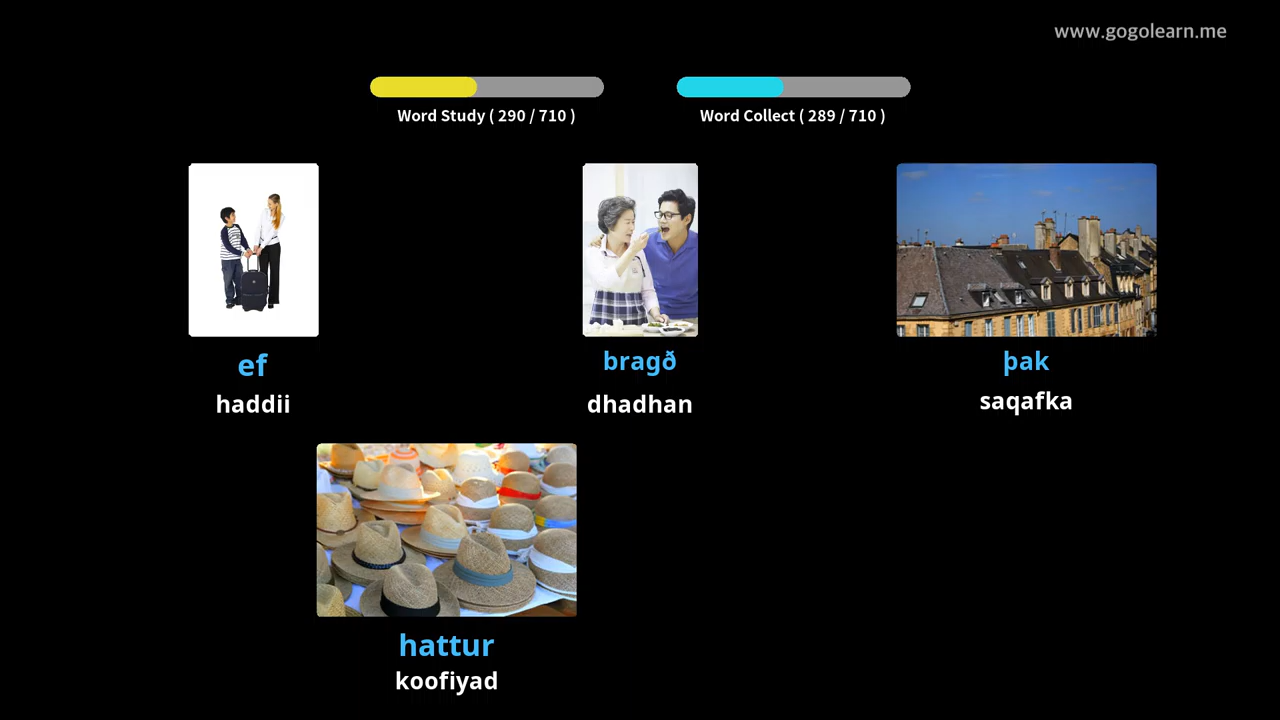 www.gogolearn.me
Word Study ( 290 / 710 )
Word Collect ( 289 / 710 )
ef
haddii
bragð
dhadhan
þak
saqafka
hattur
koofiyad